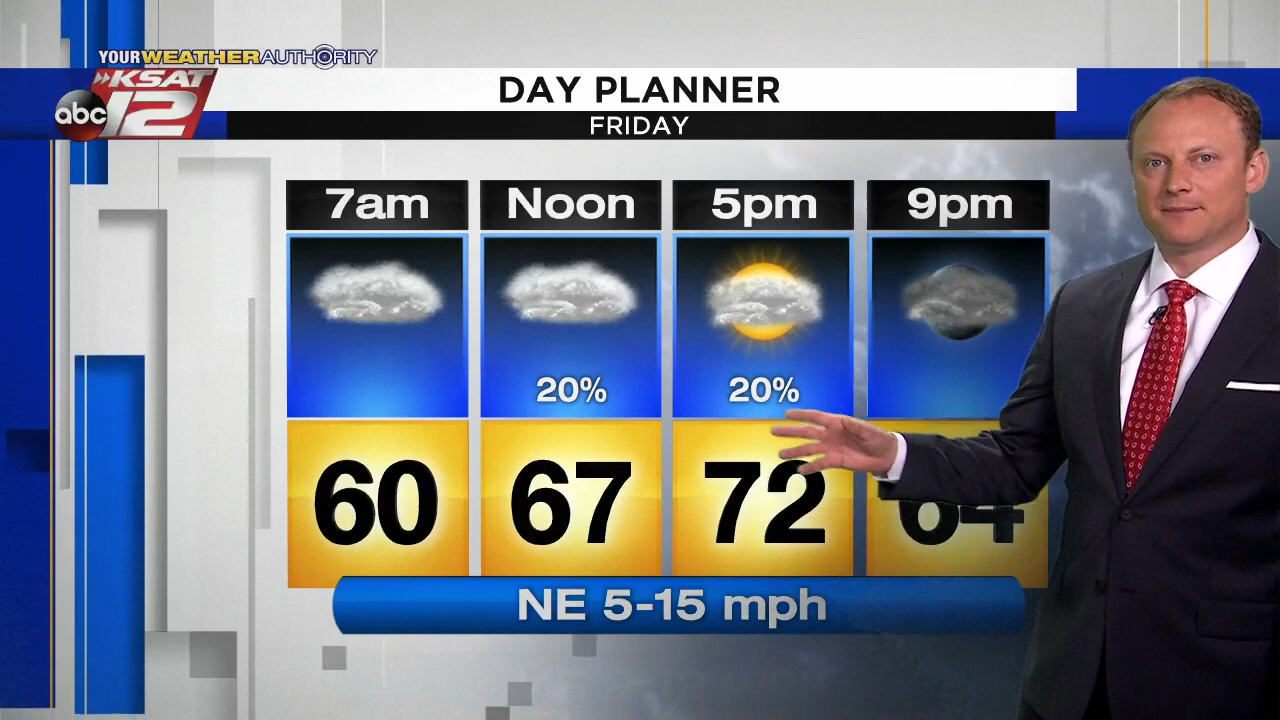 YOUR WEATHER AUTHORITY
KSAT
abc 12
DAY PLANNER
FRIDAY
7am Noon 5pm 9pm
20% 20%
60 67 72 64
NE 5-15 mph